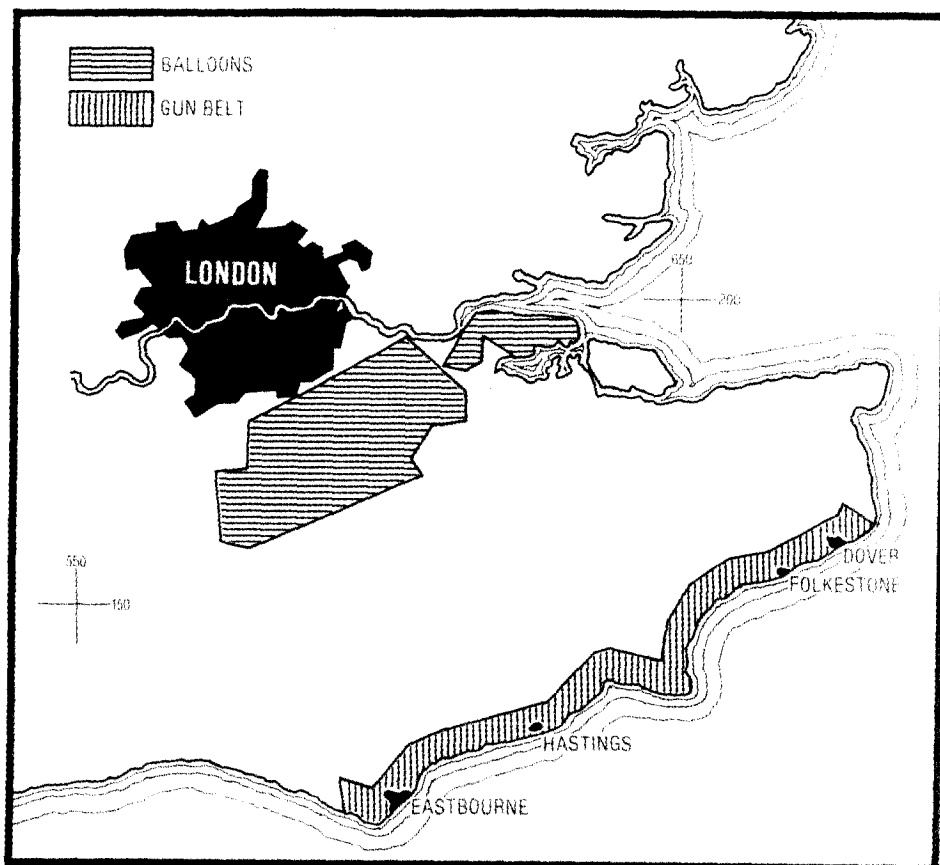 BALLOONS
GUN BELT
LONDON
650
200
550
150
DOVER
FOLKESTONE
HASTINGS
EASTBOURNE